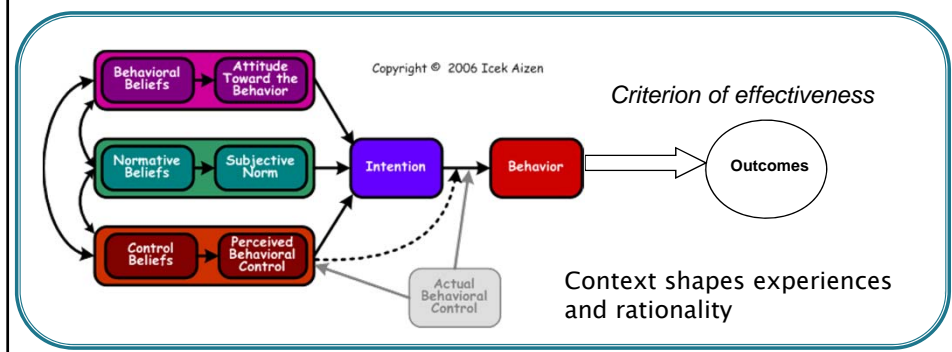 Behavioral
Beliefs
Attitude
Toward the
Behavior
Copyright © 2006 Icek Aizen
Criterion of effectiveness
Normative
Beliefs
Subjective
Norm
Intention
Behavior
Outcomes
Control
Beliefs
Perceived
Behavioral
Control
Actual
Behavioral
Control
Context shapes experiences
and rationality